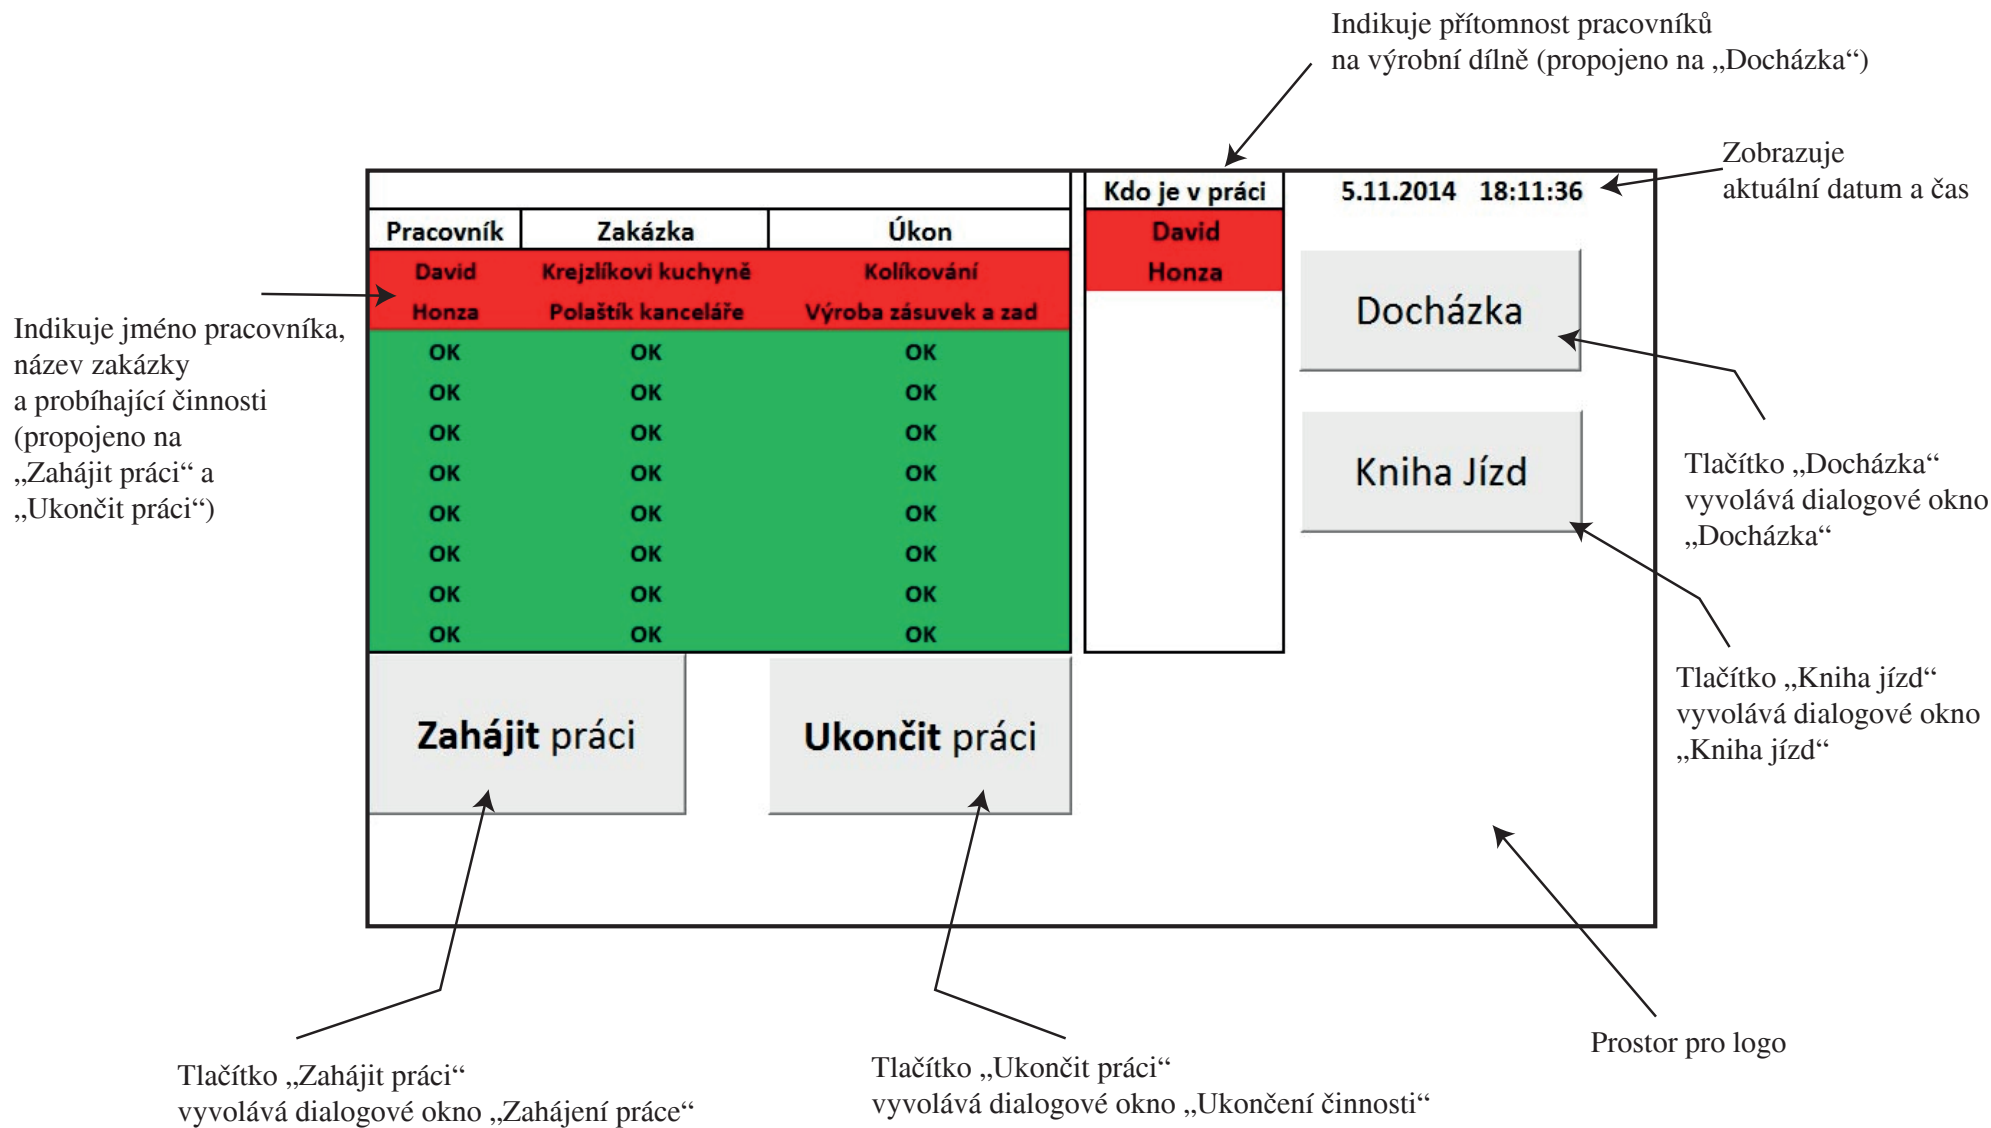 Indikuje přítomnost pracovníků
na výrobní dílně (propojeno na „Docházka“)
Zobrazuje
aktuální datum a čas
Kdo je v práci
5.11.2014 18:11:36
Pracovník Zakázka Úkon
David
Honza
David Krejzlíkovi kuchyně Kolíkování
Honza Polaštík kanceláře Výroba zásuvek a zad
OK OK OK
OK OK OK
OK OK OK
OK OK OK
OK OK OK
OK OK OK
OK OK OK
OK OK OK
Docházka
Kniha Jízd
Zahájit práci
Ukončit práci
Indikuje jméno pracovníka,
název zakázky
a probíhající činnosti
(propojeno na
„Zahájit práci“ a
„Ukončit práci“)
Tlačítko „Docházka“
vyvolává dialogové okno
„Docházka“
Tlačítko „Kniha jízd“
vyvolává dialogové okno
„Kniha jízd“
Prostor pro logo
Tlačítko „Zahájit práci“
vyvolává dialogové okno „Zahájení práce“
Tlačítko „Ukončit práci“
vyvolává dialogové okno „Ukončení činnosti“